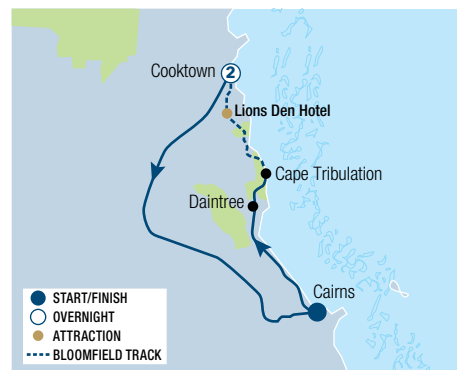 Cooktown
2
Lions Den Hotel
Cape Tribulation
Daintree
Cairns
START/FINISH
OVERNIGHT
ATTRACTION
BLOOMFIELD TRACK